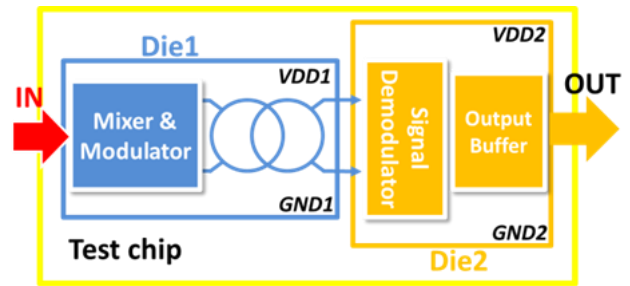 Die1
VDD2
IN
VDD1
OUT
Mixer &
Modulator
Signal
Demodulator
Output
Buffer
GND1
GND2
Test chip
Die2